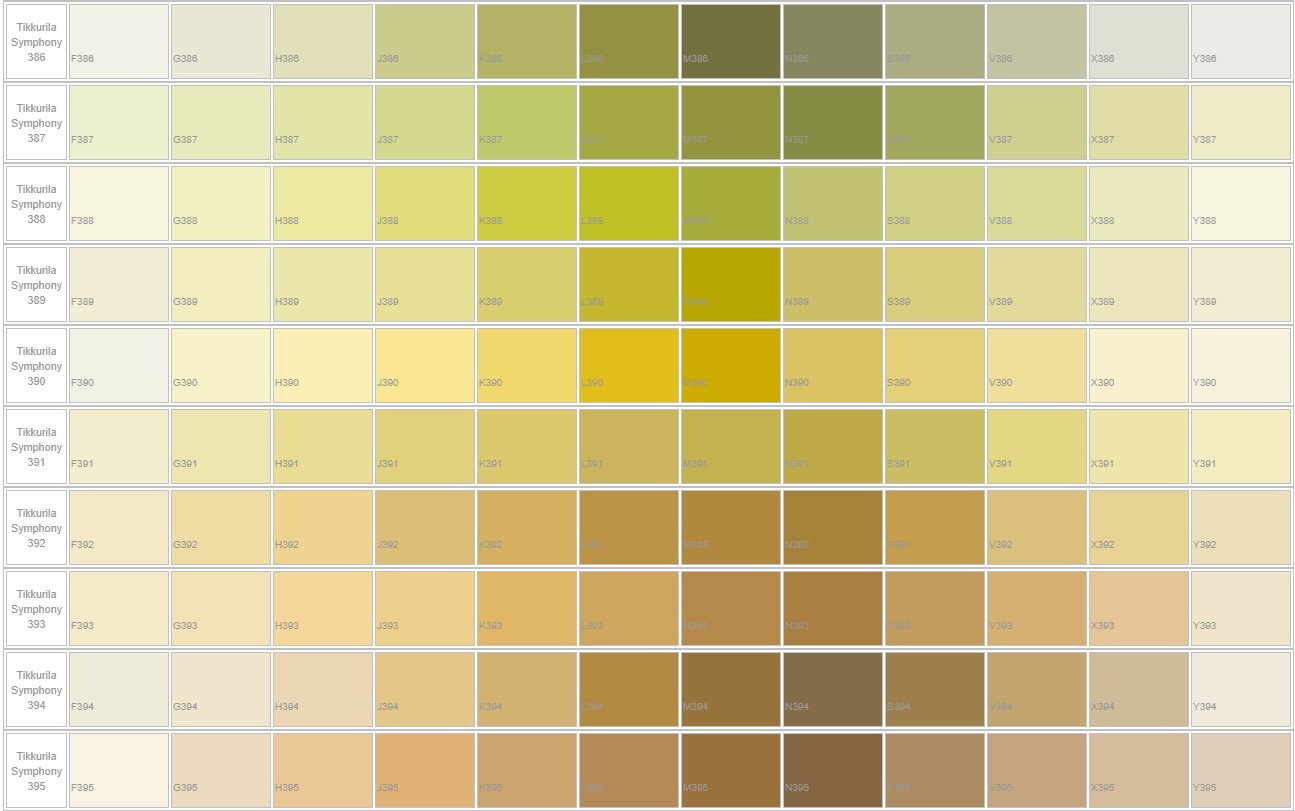 Tikkurila
Symphony
386
F386 G386 H386 J386 K386 L386 M386 N386 S386 V386 X386 Y386
Tikkurila
Symphony
387
F387 G387 H387 J387 K387 L387 M387 N387 S387 V387 X387 Y387
Tikkurila
Symphony
388
F388 G388 H388 J388 K388 L388 M388 N388 S388 V388 X388 Y388
Tikkurila
Symphony
389
F389 G389 H389 J389 K389 L389 M389 N389 S389 V389 X389 Y389
Tikkurila
Symphony
390
F390 G390 H390 J390 K390 L390 M390 N390 S390 V390 X390 Y390
Tikkurila
Symphony
391
F391 G391 H391 J391 K391 L391 M391 N391 S391 V391 X391 Y391
Tikkurila
Symphony
392
F392 G392 H392 J392 K392 L392 M392 N392 S392 V392 X392 Y392
Tikkurila
Symphony
393
F393 G393 H393 J393 K393 L393 M393 N393 S393 V393 X393 Y393
Tikkurila
Symphony
394
F394 G394 H394 J394 K394 L394 M394 N394 S394 V394 X394 Y394
Tikkurila
Symphony
395
F395 G395 H395 J395 K395 L395 M395 N395 S395 V395 X395 Y395